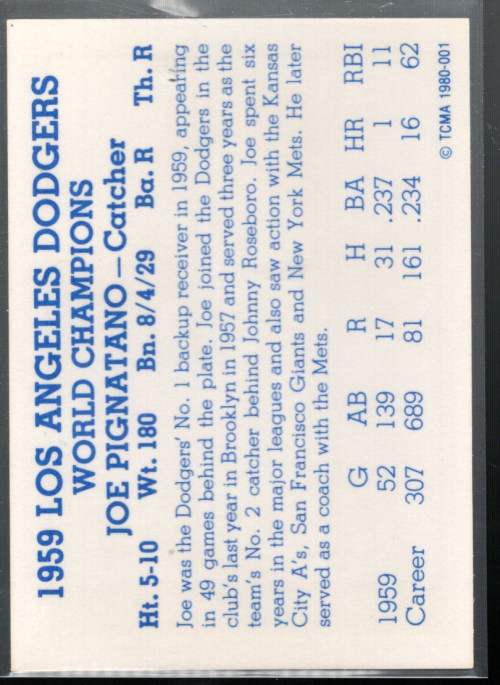 1959 LOS ANGELES DODGERS
WORLD CHAMPIONS
JOE PIGNATANO — Catcher
Ht. 5-10 Wt. 180 Bn. 8/4/29 Ba. R Th. R
Joe was the Dodgers' No. 1 backup receiver in 1959, appearing
in 49 games behind the plate. Joe joined the Dodgers in the
club's last year in Brooklyn in 1957 and served three years as the
team's No. 2 catcher behind Johnny Roseboro. Joe spent six
years in the major leagues and also saw action with the Kansas
City A's, San Francisco Giants and New York Mets. He later
served as a coach with the Mets.
G AB R H BA HR RBI
1959 52 139 17 31 .237 1 11
Career 307 689 81 161 .234 16 62
© TCMA 1980-001